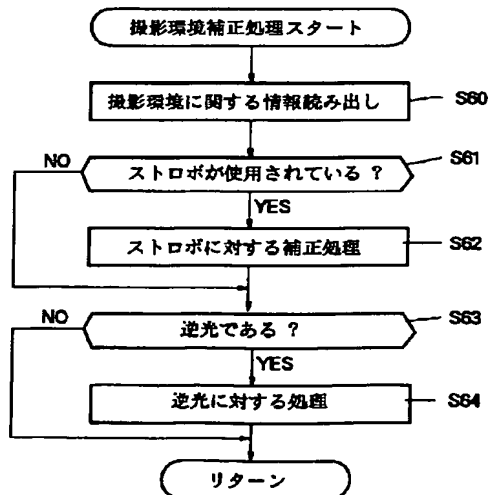 撮影環境補正処理スタート
撮影環境に関する情報読み出し
S60
ストロボが使用されている ?
S61
NO
YES
ストロボに対する補正処理
S62
逆光である ?
S63
NO
YES
逆光に対する処理
S64
リターン